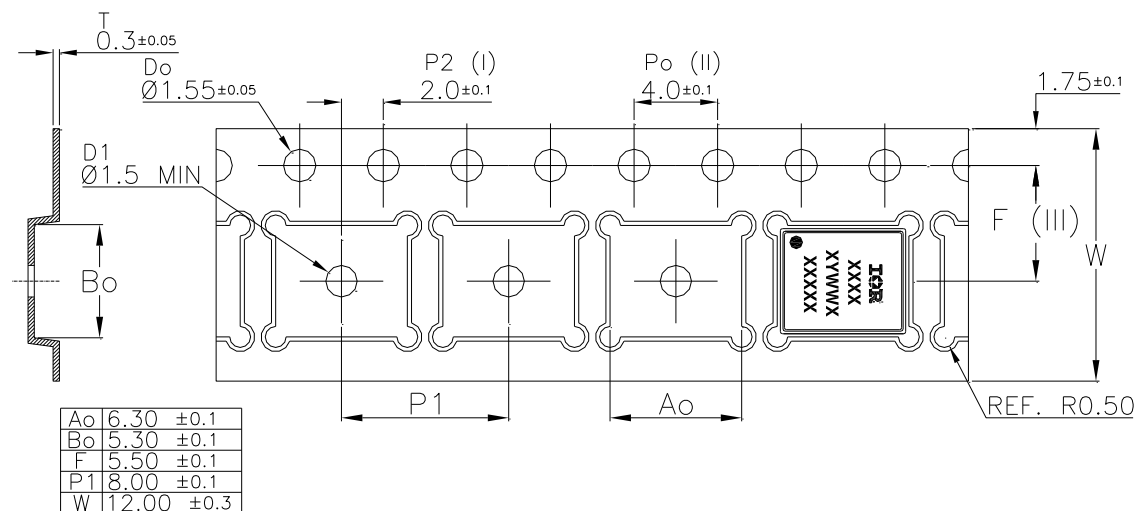 T
0.3±0.05
Do
Ø1.55±0.05
P2 (I)
2.0±0.1
Po (II)
4.0±0.1
1.75±0.1
D1
Ø1.5 MIN
F (III)
W
Bo
IOR
XXXX
XYWWX
XXXXX
P1
Ao
REF. R0.50
Ao 6.30 ±0.1
Bo 5.30 ±0.1
F 5.50 ±0.1
P1 8.00 ±0.1
W 12.00 ±0.3